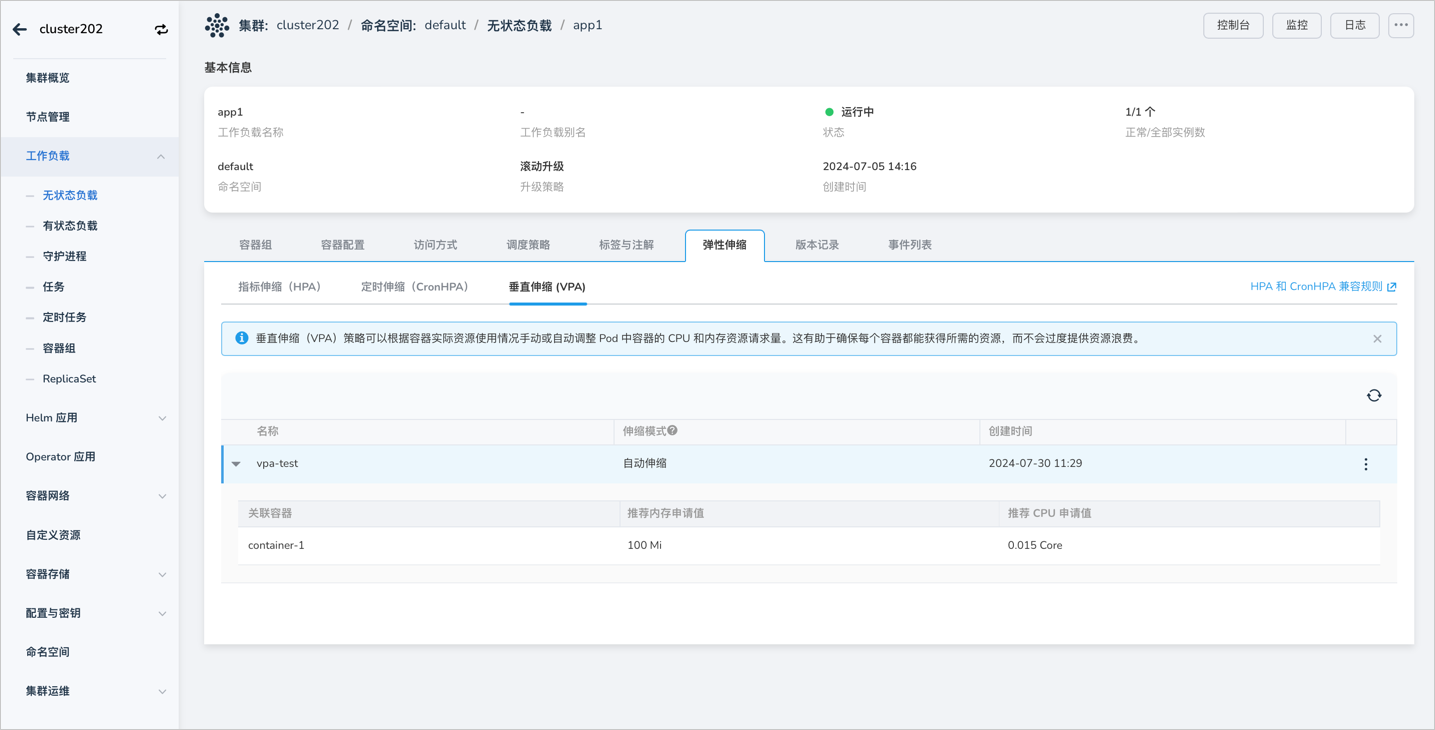 cluster202
集群概览
节点管理
工作负载
无状态负载
有状态负载
守护进程
任务
定时任务
容器组
ReplicaSet
Helm 应用
Operator 应用
容器网络
自定义资源
容器存储
配置与密钥
命名空间
集群运维
集群: cluster202 / 命名空间: default / 无状态负载 / app1
控制台 监控 日志
基本信息
app1 - 运行中 1/1 个
工作负载名称 工作负载别名 状态 正常/全部实例数
default 滚动升级 2024-07-05 14:16
命名空间 升级策略 创建时间
容器组 容器配置 访问方式 调度策略 标签与注解 弹性伸缩 版本记录 事件列表
指标伸缩（HPA） 定时伸缩（CronHPA） 垂直伸缩 (VPA) HPA 和 CronHPA 兼容规则
垂直伸缩（VPA）策略可以根据容器实际资源使用情况手动或自动调整 Pod 中容器的 CPU 和内存资源请求量。这有助于确保每个容器都能获得所需的资源，而不会过度提供资源浪费。
名称 伸缩模式 创建时间
vpa-test 自动伸缩 2024-07-30 11:29
关联容器 推荐内存申请值 推荐 CPU 申请值
container-1 100 Mi 0.015 Core